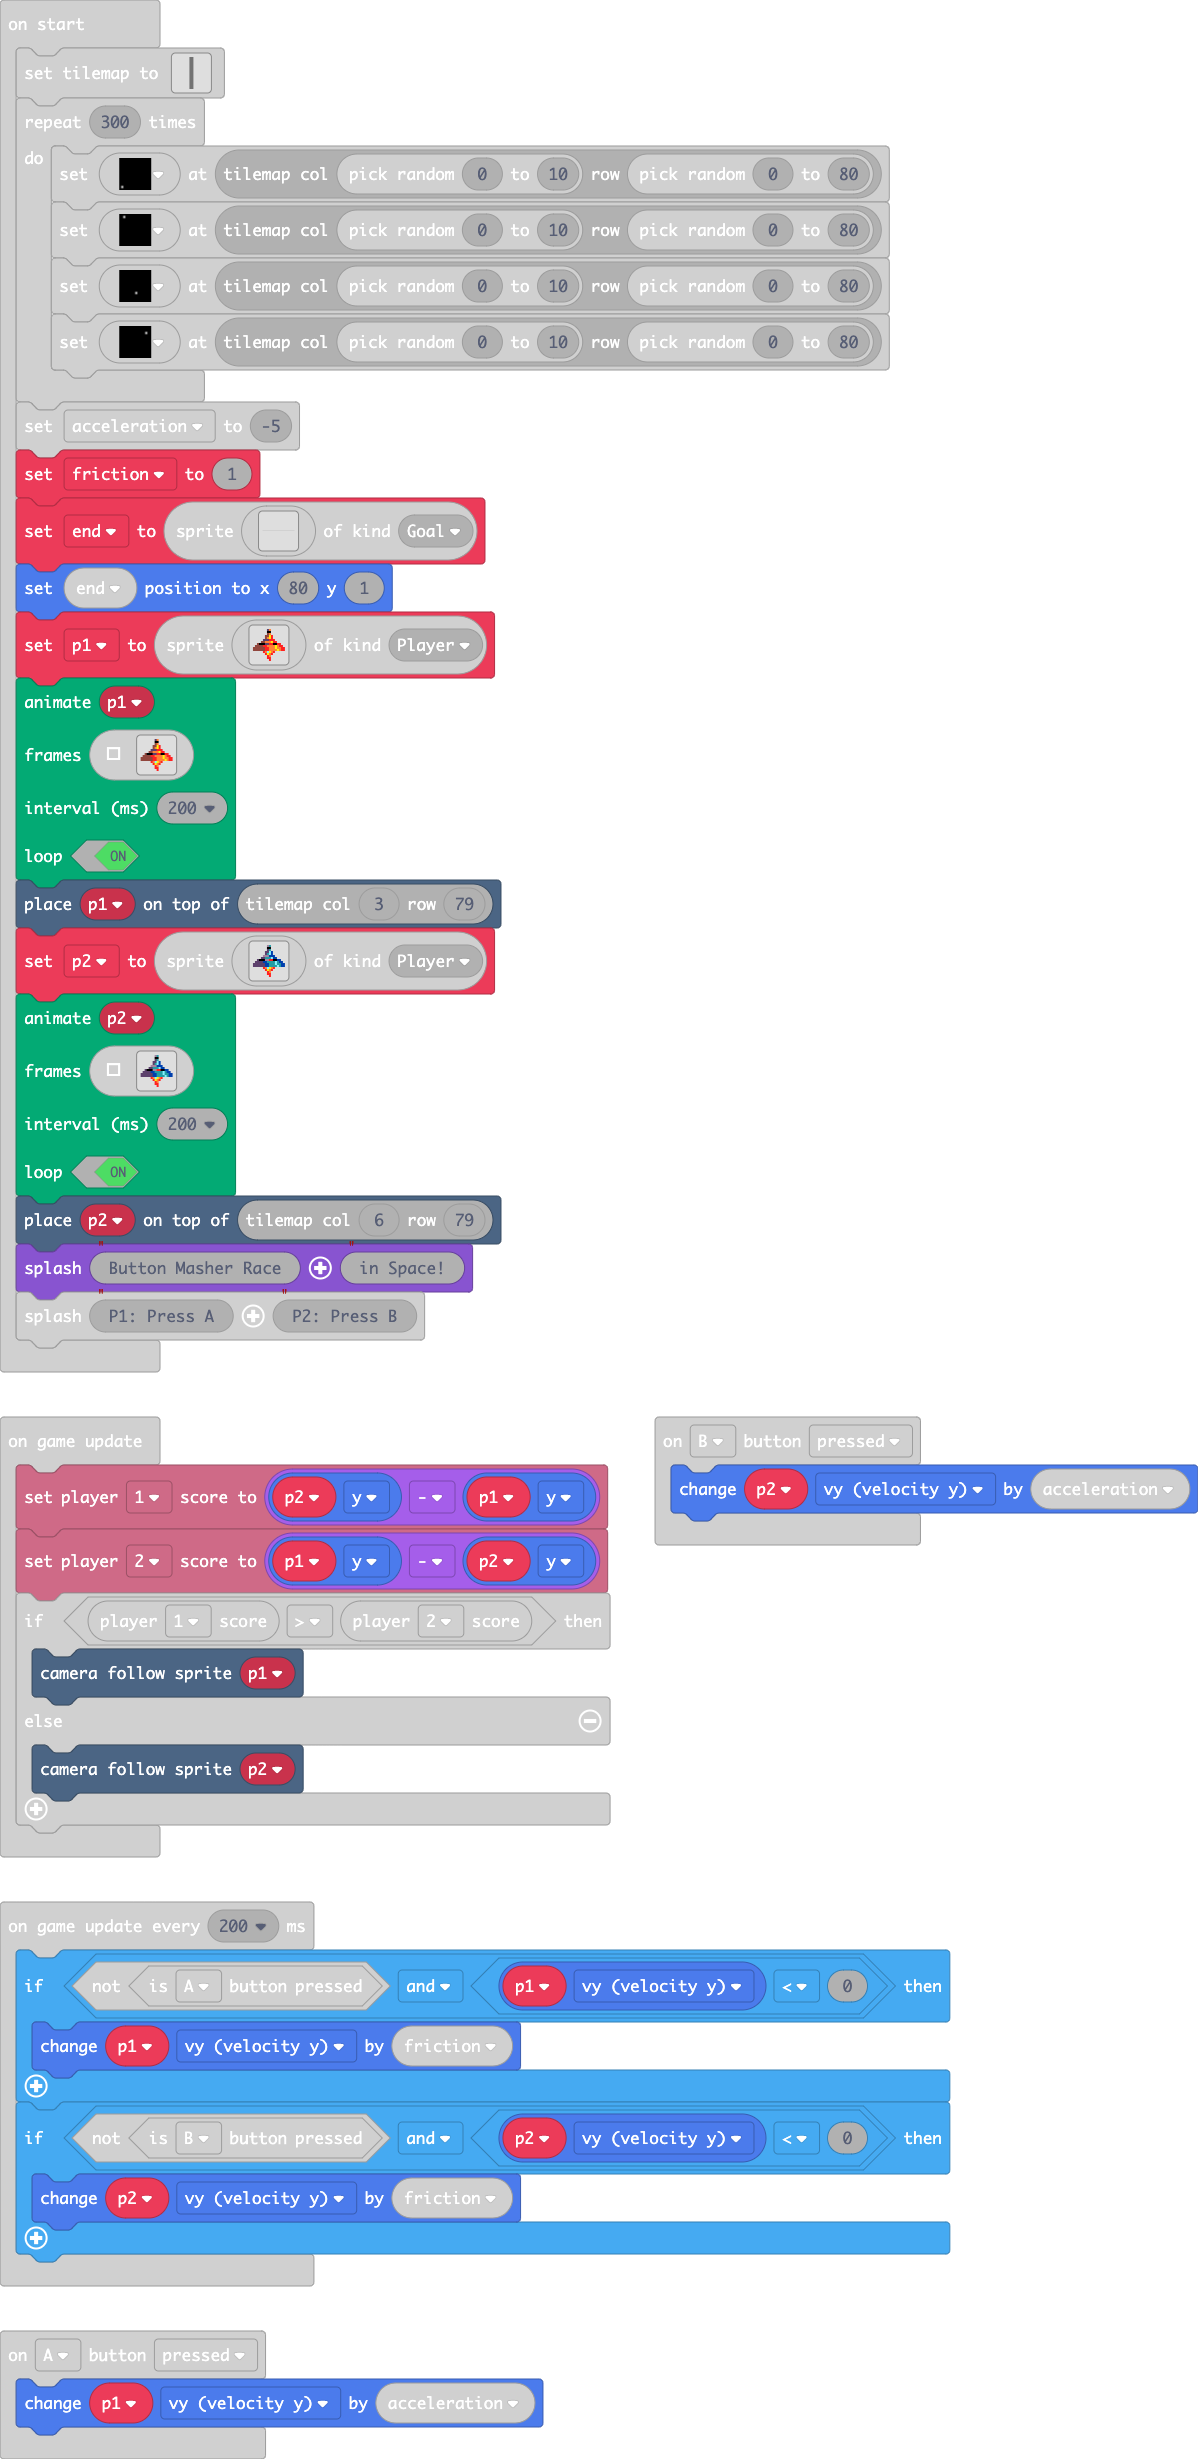 on start
set tilemap to
repeat 300 times
do set at tilemap col pick random 0 to 10 row pick random 0 to 80
set at tilemap col pick random 0 to 10 row pick random 0 to 80
set at tilemap col pick random 0 to 10 row pick random 0 to 80
set at tilemap col pick random 0 to 10 row pick random 0 to 80
set acceleration to -5
set friction to 1
set end to sprite of kind Goal
set end position to x 80 y 1
set p1 to sprite of kind Player
animate p1
frames
interval (ms) 200
loop ON
place p1 on top of tilemap col 3 row 79
set p2 to sprite of kind Player
animate p2
frames
interval (ms) 200
loop ON
place p2 on top of tilemap col 6 row 79
splash "Button Masher Race" "in Space!"
splash "P1: Press A" "P2: Press B"
on game update
set player 1 score to p2 y - p1 y
set player 2 score to p1 y - p2 y
if player 1 score > player 2 score then
camera follow sprite p1
else
camera follow sprite p2
on B button pressed
change p2 vy (velocity y) by acceleration
on game update every 200 ms
if not is A button pressed and p1 vy (velocity y) < 0 then
change p1 vy (velocity y) by friction
if not is B button pressed and p2 vy (velocity y) < 0 then
change p2 vy (velocity y) by friction
on A button pressed
change p1 vy (velocity y) by acceleration